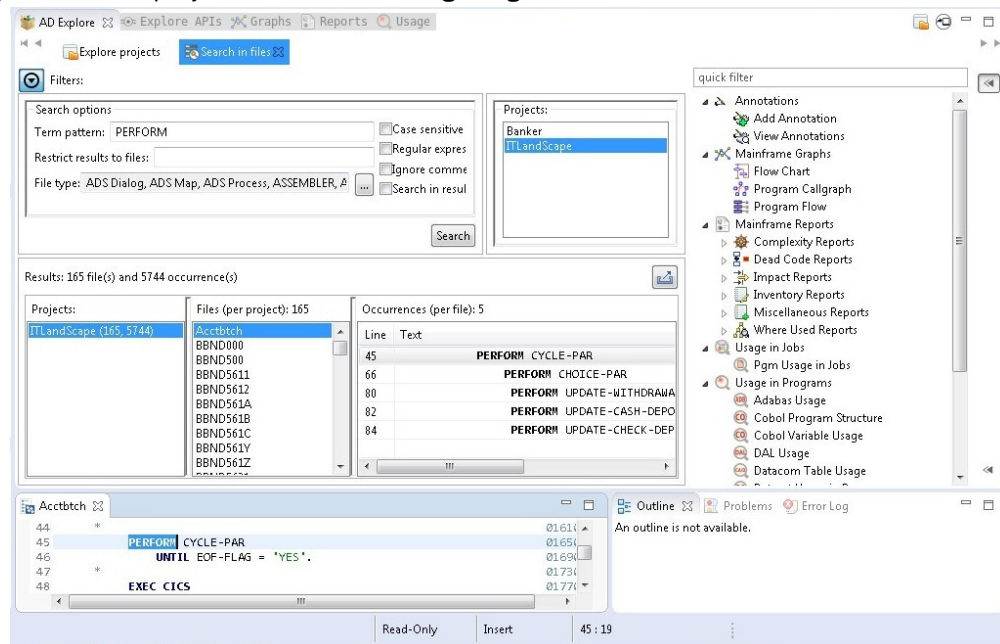 AD Explore Explore APIs Graphs Reports Usage
Explore projects Search in files
Filters:
Search options
Term pattern: PERFORM
Restrict results to files:
File type: ADS Dialog, ADS Map, ADS Process, ASSEMBLER, A ...
Case sensitive
Regular expres
Ignore comme
Search in resul
Search
Projects:
Banker
ITLandScape
Results: 165 file(s) and 5744 occurrence(s)
Projects:
ITLandScape (165, 5744)
Files (per project): 165
Acctbtch
BBND000
BBND500
BBND5611
BBND5612
BBND561A
BBND561B
BBND561C
BBND561Y
BBND561Z
Occurrences (per file): 5
Line Text
45 PERFORM CYCLE-PAR
66 PERFORM CHOICE-PAR
80 PERFORM UPDATE-WITHDRAWA
82 PERFORM UPDATE-CASH-DEPO
84 PERFORM UPDATE-CHECK-DEP
quick filter
Annotations
Add Annotation
View Annotations
Mainframe Graphs
Flow Chart
Program Callgraph
Program Flow
Mainframe Reports
Complexity Reports
Dead Code Reports
Impact Reports
Inventory Reports
Miscellaneous Reports
Where Used Reports
Usage in Jobs
Pgm Usage in Jobs
Usage in Programs
Adabas Usage
Cobol Program Structure
Cobol Variable Usage
DAL Usage
Datacom Table Usage
Acctbtch
44 * 0161
45 PERFORM CYCLE-PAR 0165
46 UNTIL EOF-FLAG = 'YES'. 0169
47 * 0173
48 EXEC CICS 0177
Outline Problems Error Log
An outline is not available.
Read-Only Insert 45 : 19